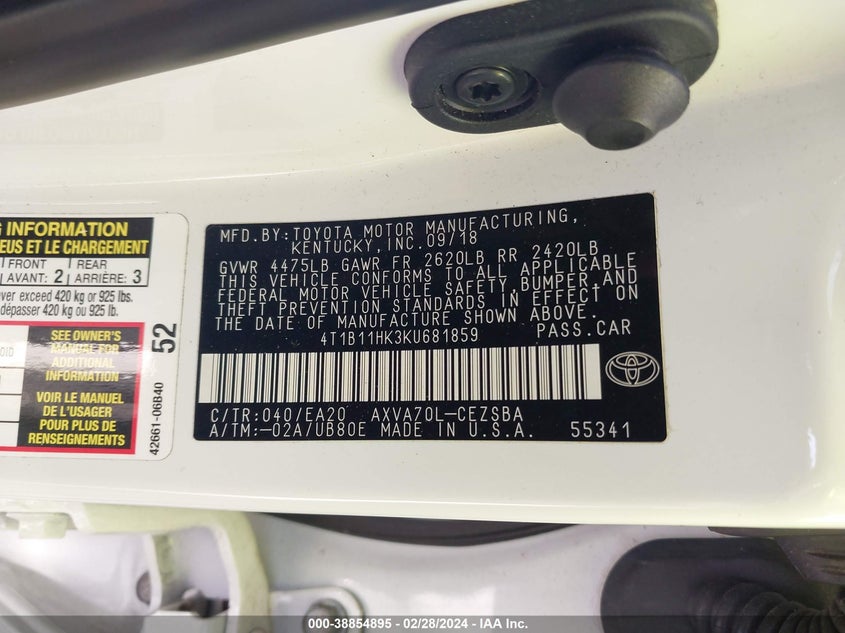 G INFORMATION
EUS ET LE CHARGEMENT
FRONT
AVANT: 2
REAR
ARRIÈRE: 3
ver exceed 420 kg or 925 lbs.
dépasser 420 kg ou 925 lb.
SEE OWNER'S
MANUAL FOR
ADDITIONAL
INFORMATION
VOIR LE MANUEL
DE L'USAGER
POUR PLUS DE
RENSEIGNEMENTS
52
42661-06B40
MFD.BY:TOYOTA MOTOR MANUFACTURING,
KENTUCKY,INC.09/18
GVWR 4475LB GAWR FR 2620LB RR 2420LB
THIS VEHICLE CONFORMS TO ALL APPLICABLE
FEDERAL MOTOR VEHICLE SAFETY,BUMPER,AND
THEFT PREVENTION STANDARDS IN EFFECT ON
THE DATE OF MANUFACTURE SHOWN ABOVE.
4T1B11HK3KU681859 PASS.CAR
C/TR:040/EA20 AXVA70L-CEZSBA
A/TM:-02A/UB80E MADE IN U.S.A. 55341
000-38854895 - 02/28/2024 - IAA Inc.